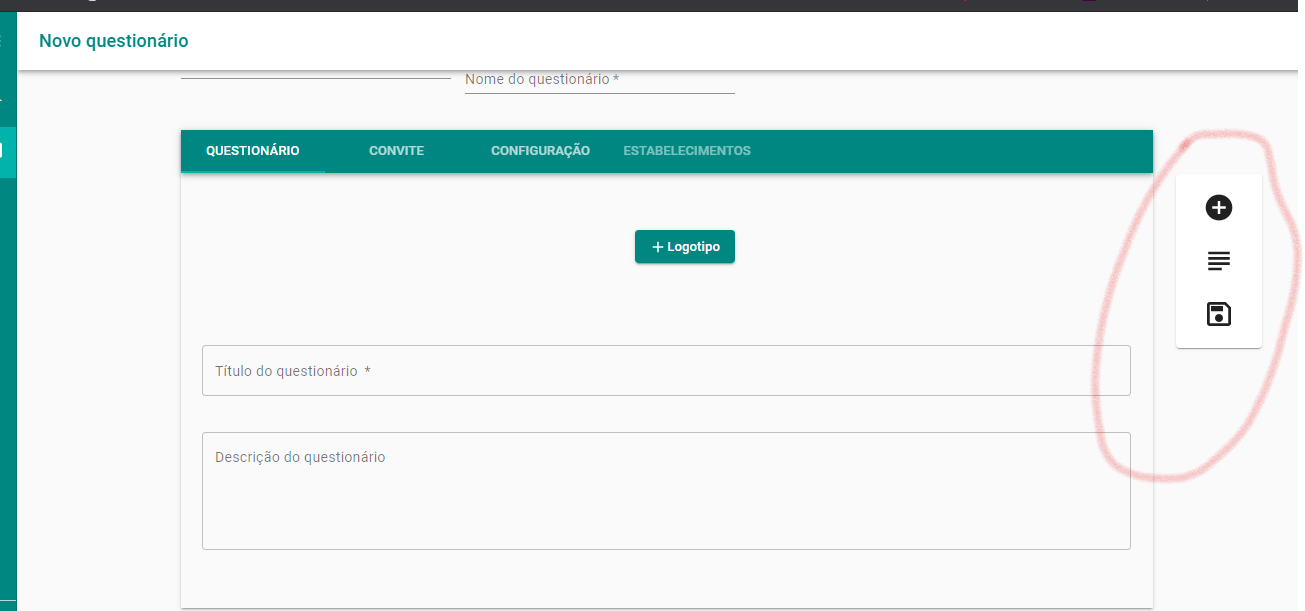 Novo questionário
Nome do questionário *
QUESTIONÁRIO CONVITE CONFIGURAÇÃO ESTABELECIMENTOS
+ Logotipo
Título do questionário *
Descrição do questionário